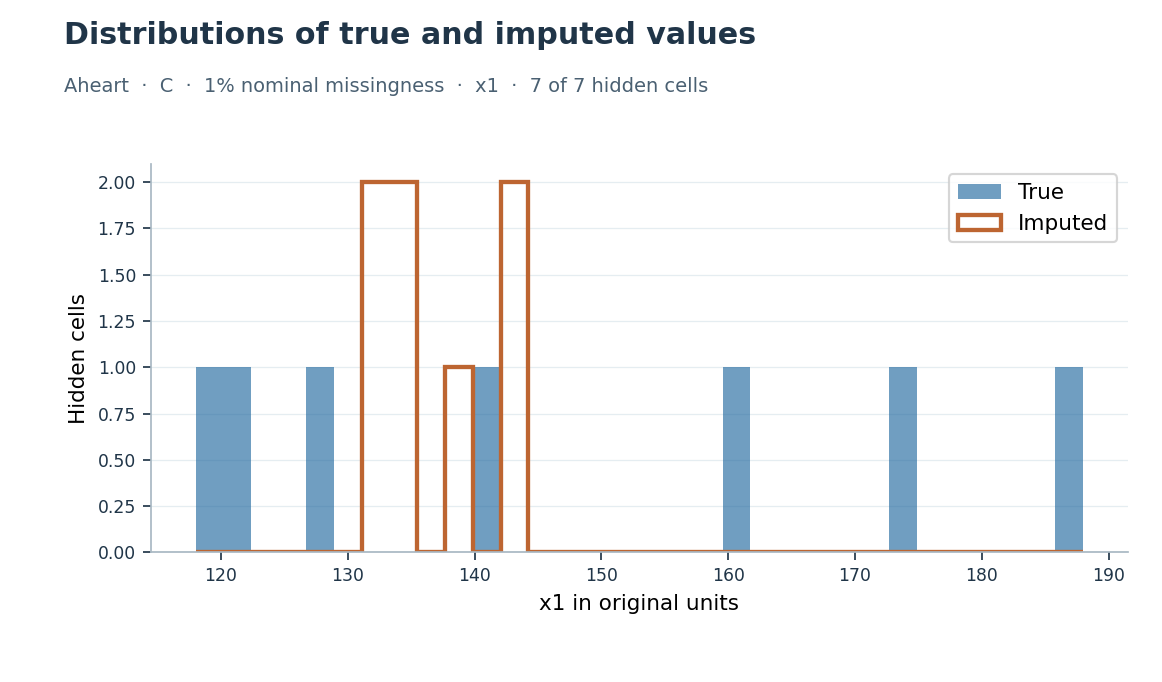 Distributions of true and imputed values
Aheart · C · 1% nominal missingness · x1 · 7 of 7 hidden cells
True
Imputed
Hidden cells
2.00
1.75
1.50
1.25
1.00
0.75
0.50
0.25
0.00
120 130 140 150 160 170 180 190
x1 in original units